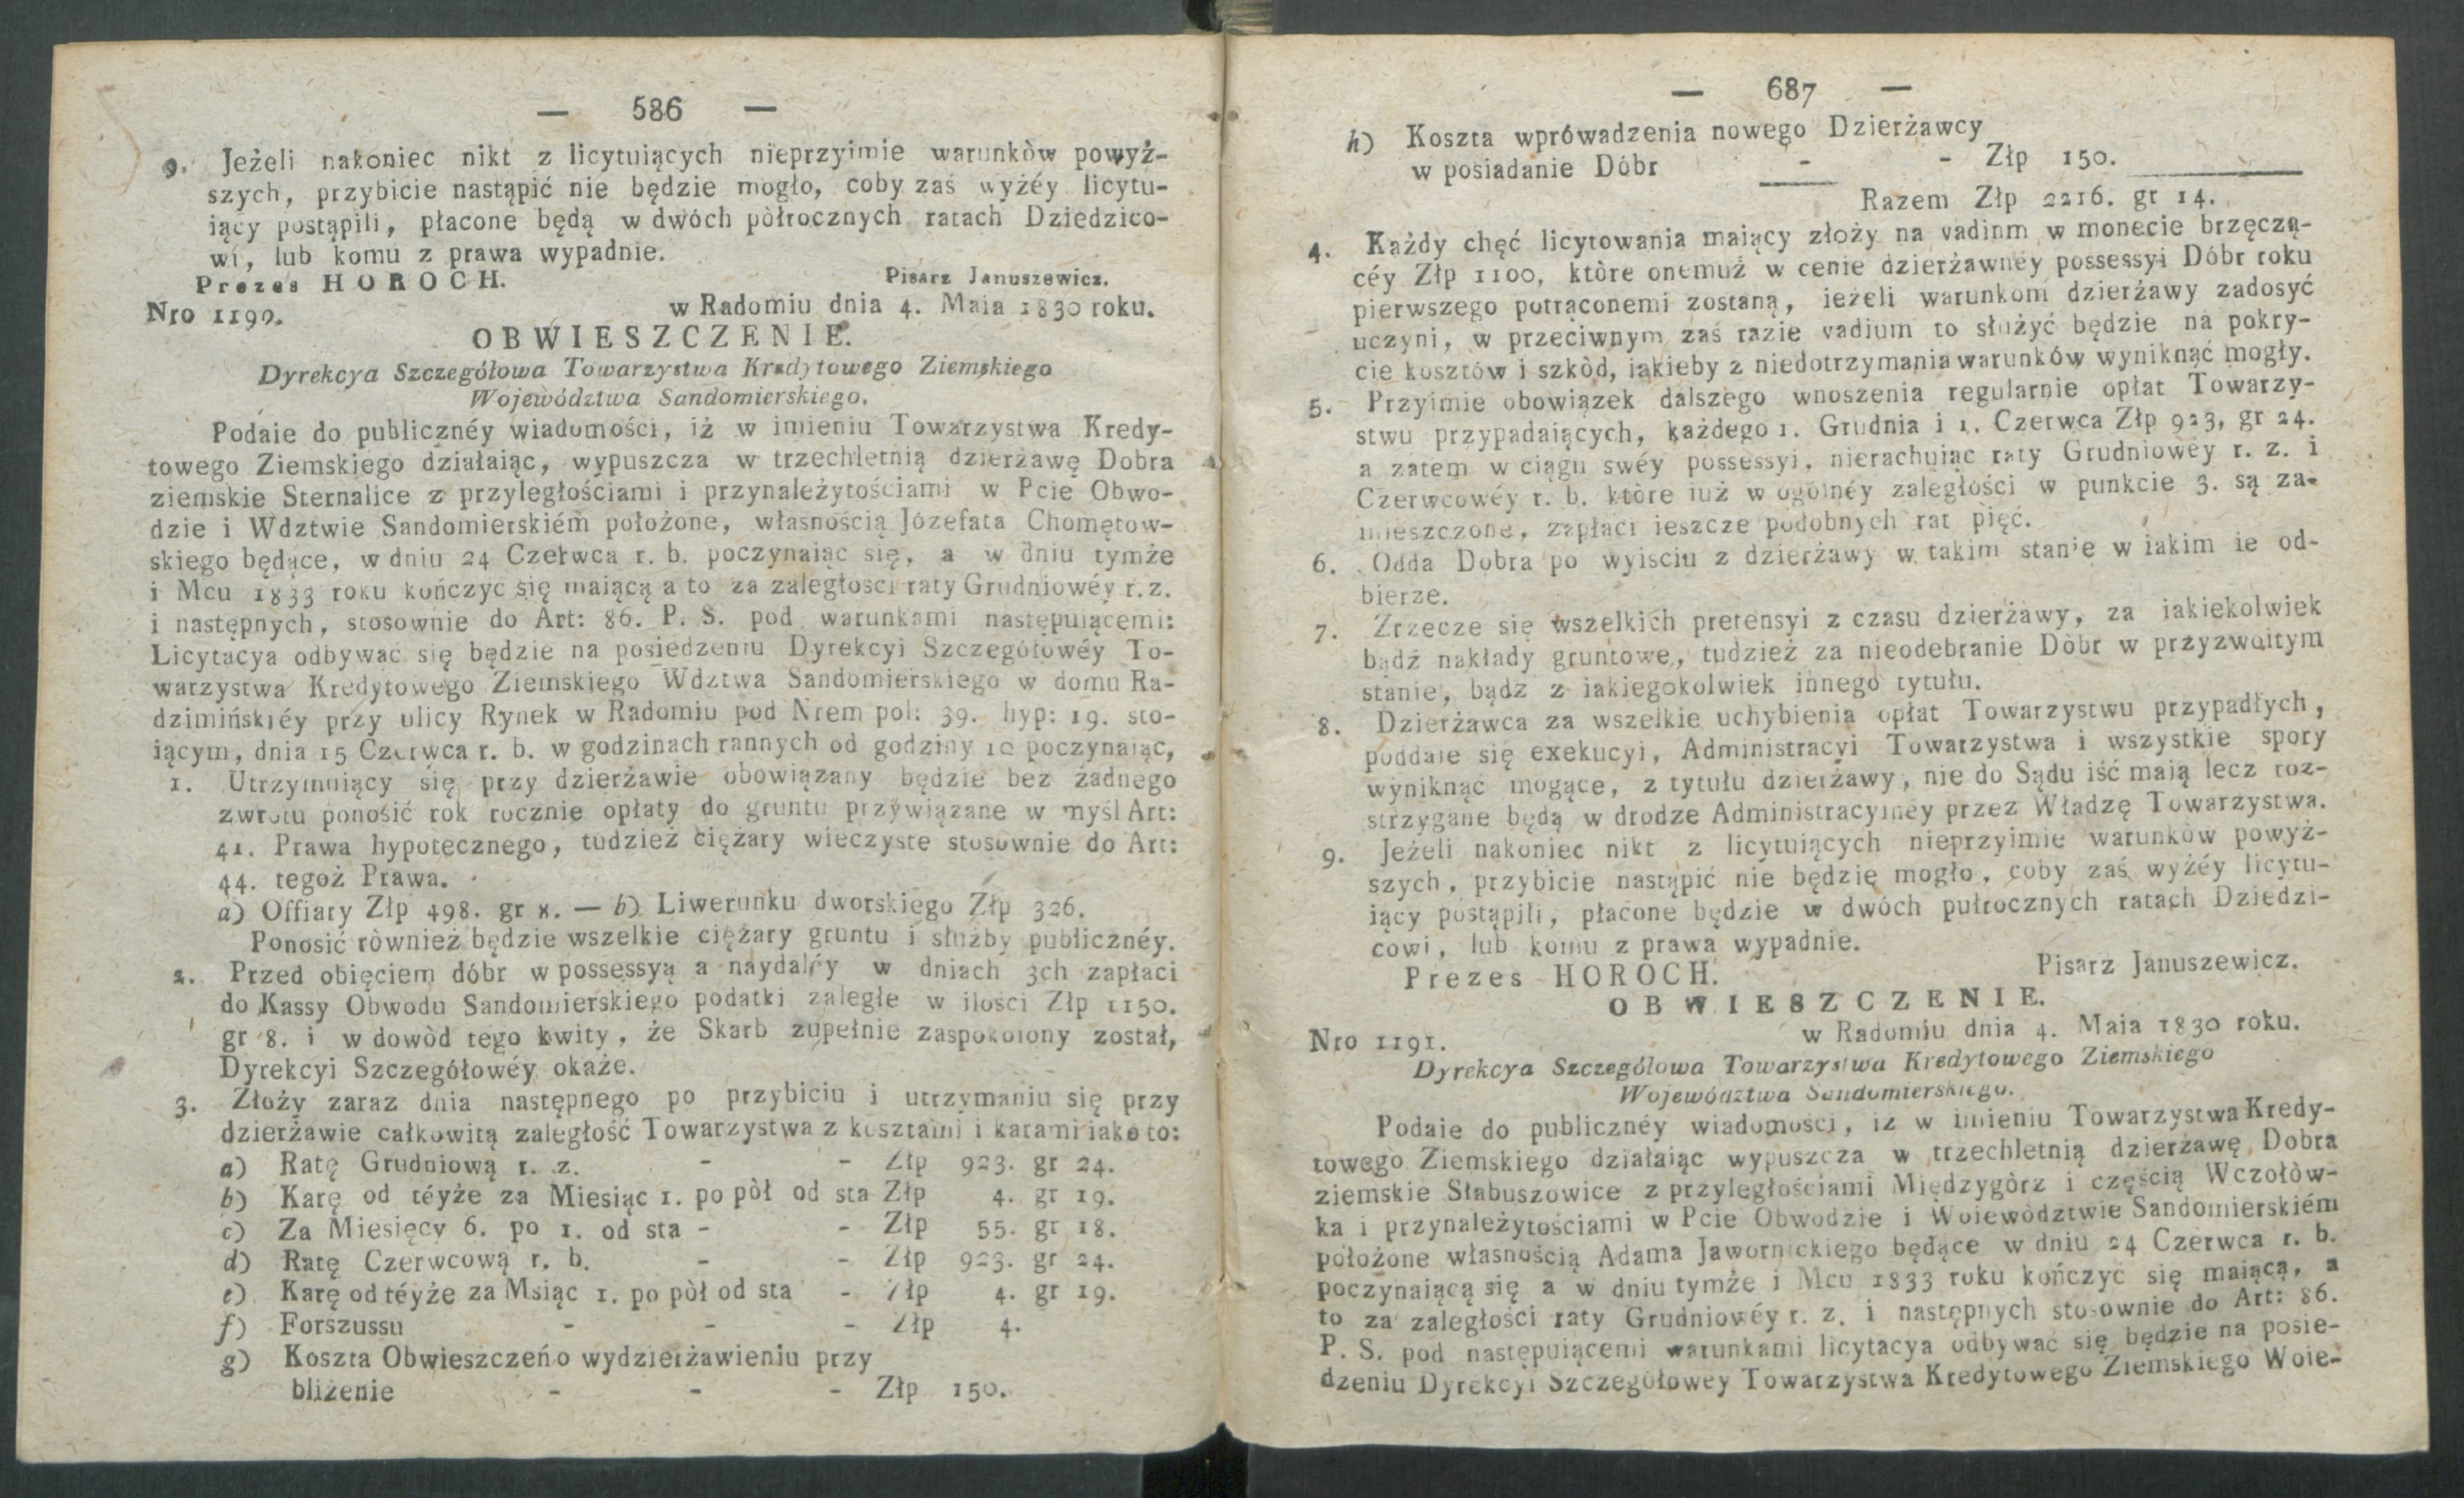 — 586 —
9. Jeżeli nakoniec nikt z licytuiących nieprzyimie warunkòw powyż-
szych, przybicie nastąpić nie będzie mogło, coby zaś wyżéy licytu-
iący postąpili, płacone będą w dwóch pòłrocznych ratach Dziedzico-
wi, lub komu z prawa wypadnie.
Prezes HOROCH. Pisarz Januszewicz.
Nro 1190. w Radomiu dnia 4. Maia 1830 roku.
OBWIESZCZENIE.
Dyrekcya Szczegółowa Towarzystwa Kredytowego Ziemskiego
Województwa Sandomierskiego.
Podaie do publicznéy wiadomości, iż w imieniu Towarzystwa Kredy-
towego Ziemskiego działaiąc, wypuszcza w trzechletnią dzierżawę Dobra
ziemskie Sternalice z przyległościami i przynależytościami w Pcie Obwo-
dzie i Wdztwie Sandomierskiém położone, własnością Józefata Chomętow-
skiego będące, w dniu 24 Czerwca r. b. poczynaiąc się, a w dniu tymże
i Mcu 1833 roku kończyc się maiącą a to za zaległosci raty Grudniowéy r. z.
i następnych, stosownie do Art: 86. P. S. pod warunkami następuiącemi:
Licytacya odbywac się będzie na posiedzeniu Dyrekcyi Szczegółowéy To-
warzystwa Kredytowego Ziemskiego Wdztwa Sandomierskiego w domu Ra-
dzimińskiéy przy ulicy Rynek w Radomiu pod Nrem pol: 39. hyp: 19. sto-
iącym, dnia 15 Czerwca r. b. w godzinach rannych od godziny 10 poczynaiąc,
1. Utrzymuiący się przy dzierżawie obowiązany będzie bez żadnego
zwrotu ponosić rok rocznie opłaty do gruntu przywiązane w myśl Art:
41. Prawa hypotecznego, tudzież ciężary wieczyste stosownie do Art:
44. tegoż Prawa.
a) Offiary Złp 498. gr 8. — b) Liwerunku dworskiego Złp 326.
Ponosić ròwnież będzie wszelkie ciężary gruntu i służby publicznéy.
2. Przed obięciem dóbr w possessyą a naydaléy w dniach 3ch zapłaci
do Kassy Obwodu Sandomierskiego podatki zaległe w ilości Złp 1150.
gr 8. i w dowòd tego kwity, że Skarb zupełnie zaspokoiony został,
Dyrekcyi Szczegółowéy okaże.
3. Złoży zaraz dnia następnego po przybiciu i utrzymaniu się przy
dzierżawie całkowitą zaległość Towarzystwa z kosztami i karami iako to:
a) Ratę Grudniową r. z. - - Złp 923. gr 24.
b) Karę od téyże za Miesiąc 1. po pòł od sta Złp 4. gr 19.
c) Za Miesięcy 6. po 1. od sta - - Złp 55. gr 18.
d) Ratę Czerwcową r. b. - - Złp 923. gr 24.
e) Karę od téyże za Msiąc 1. po pòł od sta - Złp 4. gr 19.
f) Forszussu - - - Złp 4.
g) Koszta Obwieszczeń o wydzierżawieniu przy
bliżenie - - - Złp 150.
— 687 —
h) Koszta wprówadzenia nowego Dzierżawcy
w posiadanie Dóbr - - Złp 150.
Razem Złp 2216. gr 14.
4. Każdy chęć licytowania maiący złoży na vadinm w monecie brzęczą-
céy Złp 1100, któreonemuż w cenie dzierżawnéy possessyi Dóbr roku
pierwszego potrąconemi zostaną, ieżeli warunkom dzierżawy zadosyć
uczyni, w przeciwnym zaś razie vadium to służyć będzie na pokry-
cie kosztów i szkòd, iakieby z niedotrzymania warunków wyniknąć mogły.
5. Przyimie obowiązek dalszego wnoszenia regularnie opłat Towarzy-
stwu przypadaiących, każdego 1. Grudnia i 1. Czerwca Złp 923, gr 24.
a zatem w ciągu swéy possessyi, nierachuiąc raty Grudniowéy r. z. i
Czerwcowéy r. b. któreiuż w ogòlnéy zaległości w punkcie 3. są za-
mieszczone, zapłaci ieszcze podobnych rat pięć.
6. Odda Dobra po wyisciu z dzierżawy w takim stanie w iakim ie od-
bierze.
7. Zrzecze się wszelkich pretensyi z czasu dzierżawy, za iakiekolwiek
bądź nakłady gruntowe, tudzież za nieodebranie Dòbr w przyzwoitym
stanie, bądz z iakiegokolwiek innego tytułu.
8. Dzierżawca za wszelkie uchybienia opłat Towarzystwu przypadłych,
poddaie się exekucyi, Administracyi Towarzystwa i wszystkie spory
wyniknąć mogące, z tytułu dzierżawy, nie do Sądu iść maią lecz roz-
strzygane będą w drodze Administracyinéy przez Władzę Towarzystwa.
9. Jeżeli nakoniec nikt z licytuiących nieprzyimie warunków powyż-
szych, przybicie nastąpić nie będzie mogło, coby zaś wyżéy licytu-
iący postąpili, płacone będzie w dwóch pułrocznych ratach Dziedzi-
cowi, lub komu z prawa wypadnie.
Prezes HOROCH. Pisarz Januszewicz.
OBWIESZCZENIE.
Nro 1191. w Radomiu dnia 4. Maia 1830 roku.
Dyrekcya Szczegółowa Towarzystwa Kredytowego Ziemskiego
Województwa Sandomierskiego.
Podaie do publicznéy wiadomości, iż w imieniu Towarzystwa Kredy-
towego Ziemskiego działaiąc wypuszcza w trzechletnią dzierżawę Dobra
ziemskie Słabuszowice z przyległościami Międzygòrz i częścią Wczołòw-
ka i przynależytościami w Pcie Obwodzie i Woiewòdztwie Sandomierskiém
położone własnością Adama Jawornickiego będące w dniu 24 Czerwca r. b.
poczynaiącą się a w dniu tymże i Mcu 1833 roku kończyć się maiącą, a
to za zaległości raty Grudniowéy r. z. i następnych stosownie do Art: 86.
P. S. pod następuiącemi warunkami licytacya odbywać się będzie na posie-
dzeniu Dyrekcyi Szczegółowey Towarzystwa Kredytowego Ziemskiego Woie-